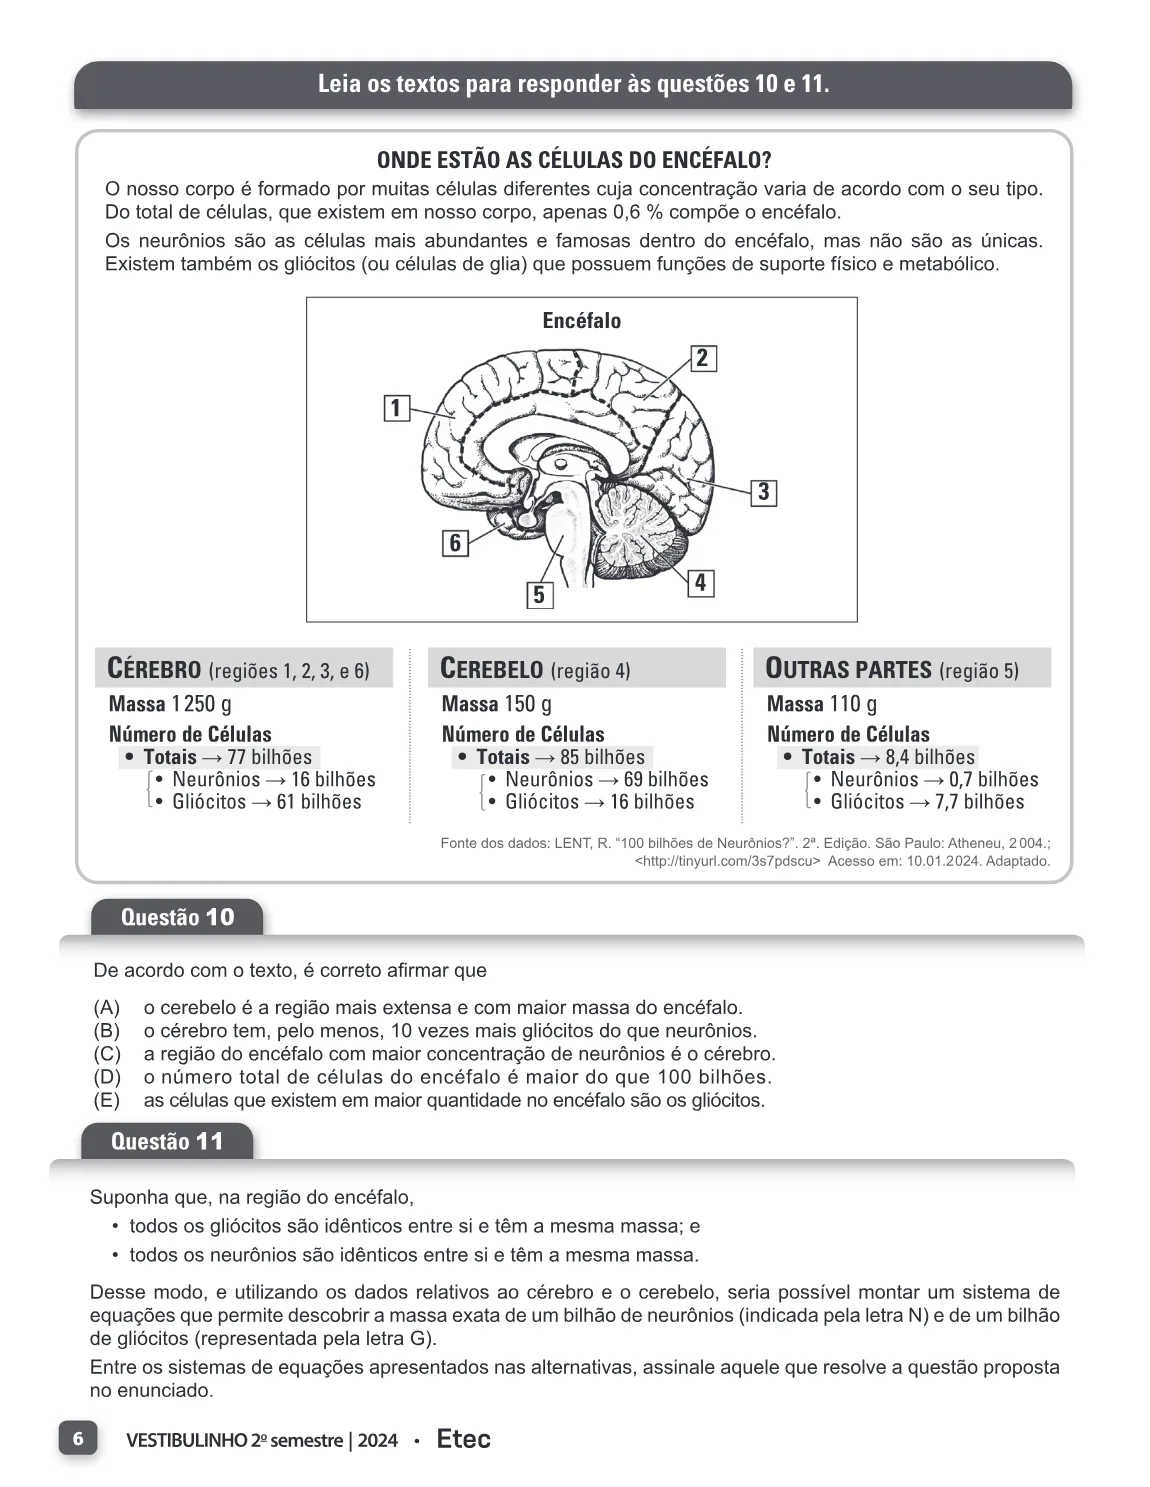 Leia os textos para responder às questões 10 e 11.
ONDE ESTÃO AS CÉLULAS DO ENCÉFALO?
O nosso corpo é formado por muitas células diferentes cuja concentração varia de acordo com o seu tipo.
Do total de células, que existem em nosso corpo, apenas 0,6 % compõe o encéfalo.
Os neurônios são as células mais abundantes e famosas dentro do encéfalo, mas não são as únicas.
Existem também os gliócitos (ou células de glia) que possuem funções de suporte físico e metabólico.
Encéfalo
2
1
3
6
4
5
CÉREBRO (regiões 1, 2, 3, e 6)
Massa 1 250 g
Número de Células
• Totais → 77 bilhões
• Neurônios → 16 bilhões
• Gliócitos → 61 bilhões
CEREBELO (região 4)
Massa 150 g
Número de Células
• Totais → 85 bilhões
• Neurônios → 69 bilhões
• Gliócitos → 16 bilhões
OUTRAS PARTES (região 5)
Massa 110 g
Número de Células
• Totais → 8,4 bilhões
• Neurônios → 0,7 bilhões
• Gliócitos → 7,7 bilhões
Fonte dos dados: LENT, R. “100 bilhões de Neurônios?”. 2ª. Edição. São Paulo: Atheneu, 2 004.;
<http://tinyurl.com/3s7pdscu> Acesso em: 10.01.2024. Adaptado.
Questão 10
De acordo com o texto, é correto afirmar que
(A) o cerebelo é a região mais extensa e com maior massa do encéfalo.
(B) o cérebro tem, pelo menos, 10 vezes mais gliócitos do que neurônios.
(C) a região do encéfalo com maior concentração de neurônios é o cérebro.
(D) o número total de células do encéfalo é maior do que 100 bilhões.
(E) as células que existem em maior quantidade no encéfalo são os gliócitos.
Questão 11
Suponha que, na região do encéfalo,
• todos os gliócitos são idênticos entre si e têm a mesma massa; e
• todos os neurônios são idênticos entre si e têm a mesma massa.
Desse modo, e utilizando os dados relativos ao cérebro e o cerebelo, seria possível montar um sistema de
equações que permite descobrir a massa exata de um bilhão de neurônios (indicada pela letra N) e de um bilhão
de gliócitos (representada pela letra G).
Entre os sistemas de equações apresentados nas alternativas, assinale aquele que resolve a questão proposta
no enunciado.
6 VESTIBULINHO 2º semestre | 2024 • Etec